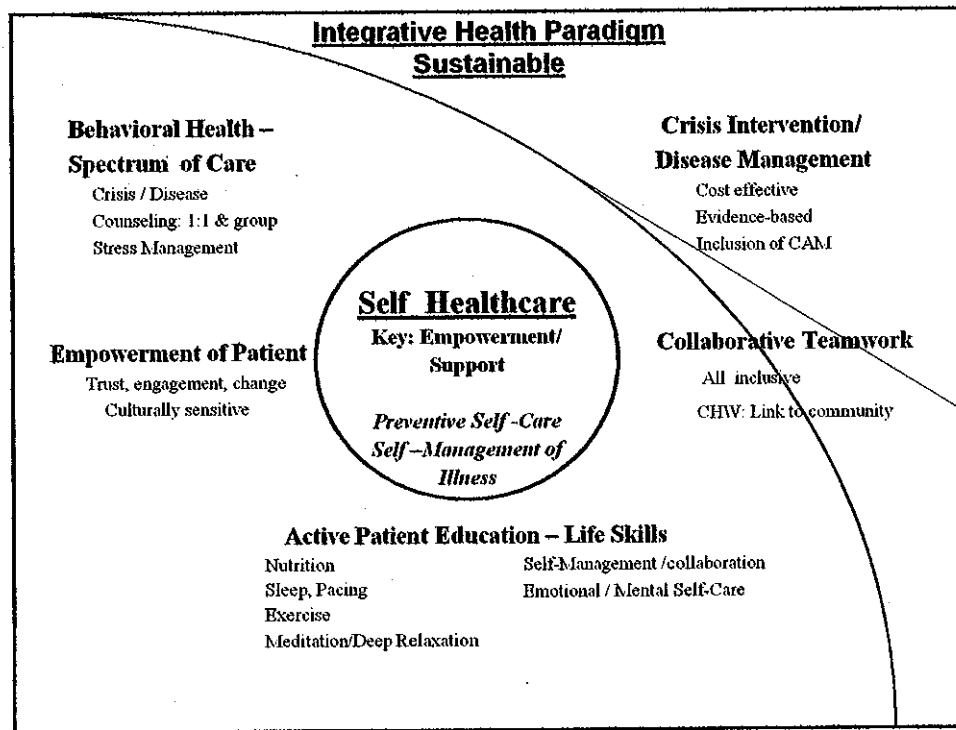 Integrative Health Paradigm
Sustainable
Behavioral Health –
Spectrum of Care
Crisis / Disease
Counseling: 1:1 & group
Stress Management
Crisis Intervention/
Disease Management
Cost effective
Evidence-based
Inclusion of CAM
Self Healthcare
Key: Empowerment/
Support
Preventive Self -Care
Self –Management of
Illness
Empowerment of Patient
Trust, engagement, change
Culturally sensitive
Collaborative Teamwork
All inclusive
CHW: Link to community
Active Patient Education – Life Skills
Nutrition
Sleep, Pacing
Exercise
Meditation/Deep Relaxation
Self-Management /collaboration
Emotional / Mental Self-Care